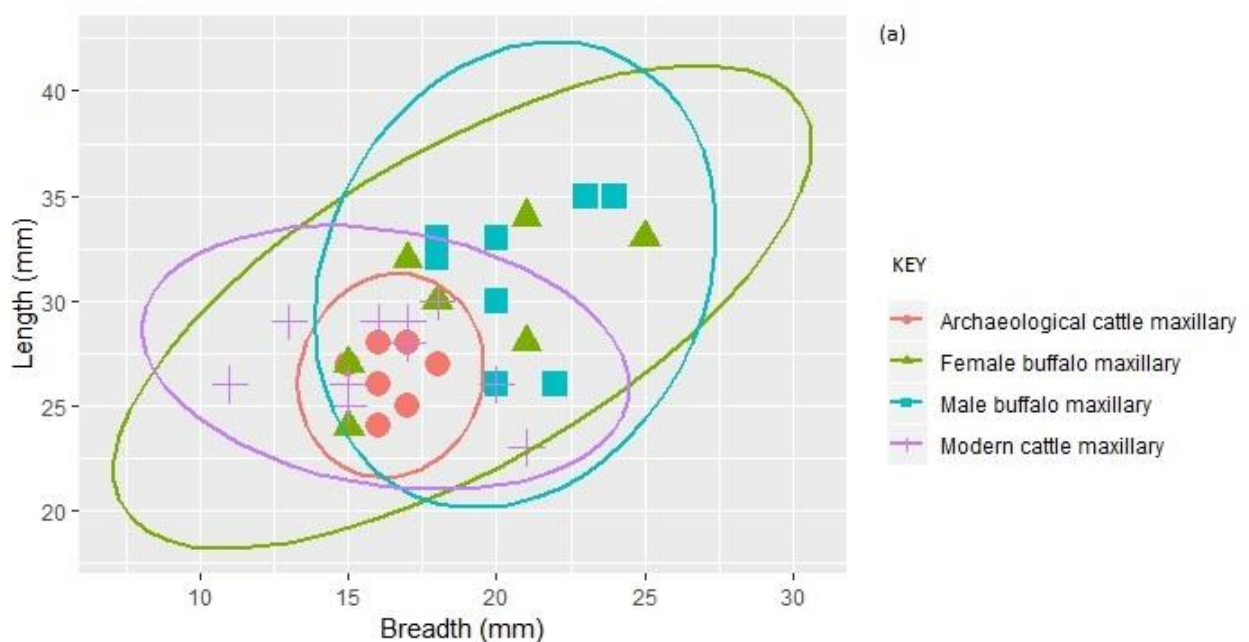 (a)
Length (mm)
40
35
30
25
20
10
15
20
25
30
Breadth (mm)
KEY
Archaeological cattle maxillary
Female buffalo maxillary
Male buffalo maxillary
Modern cattle maxillary